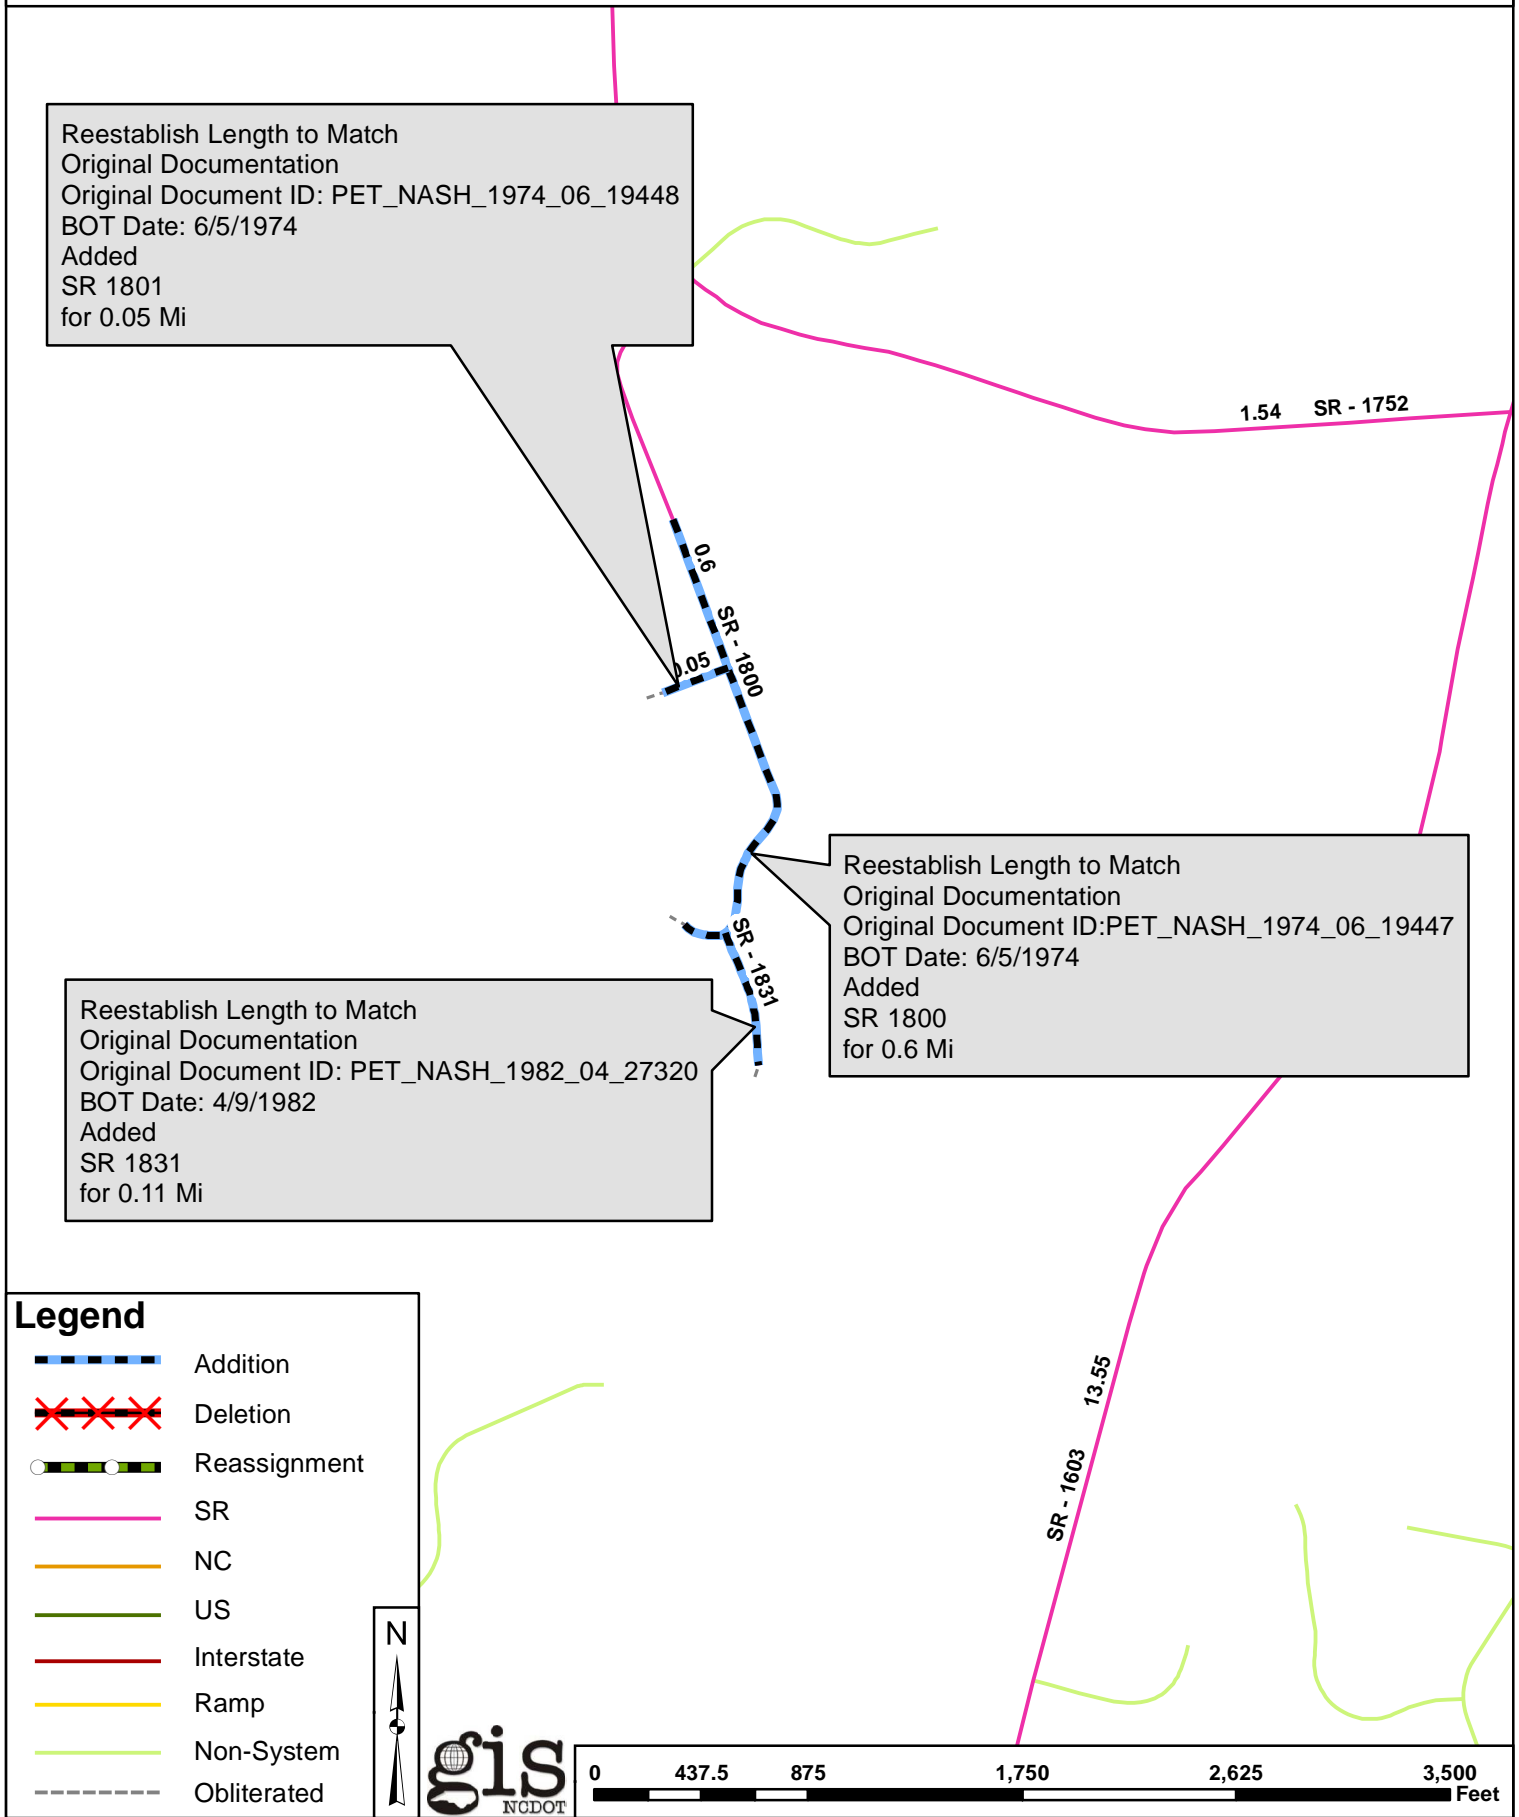 Reestablish Length to Match
Original Documentation
Original Document ID: PET_NASH_1974_06_19448
BOT Date: 6/5/1974
Added
SR 1801
for 0.05 Mi
1.54 SR - 1752
0.6
SR - 1800
0.05
Reestablish Length to Match
Original Documentation
Original Document ID:PET_NASH_1974_06_19447
BOT Date: 6/5/1974
Added
SR 1800
for 0.6 Mi
SR - 1831
Reestablish Length to Match
Original Documentation
Original Document ID: PET_NASH_1982_04_27320
BOT Date: 4/9/1982
Added
SR 1831
for 0.11 Mi
SR - 1603 13.55
Legend
Addition
Deletion
Reassignment
SR
NC
US
Interstate
Ramp
Non-System
Obliterated
N
gis
NCDOT
0 437.5 875 1,750 2,625 3,500
Feet